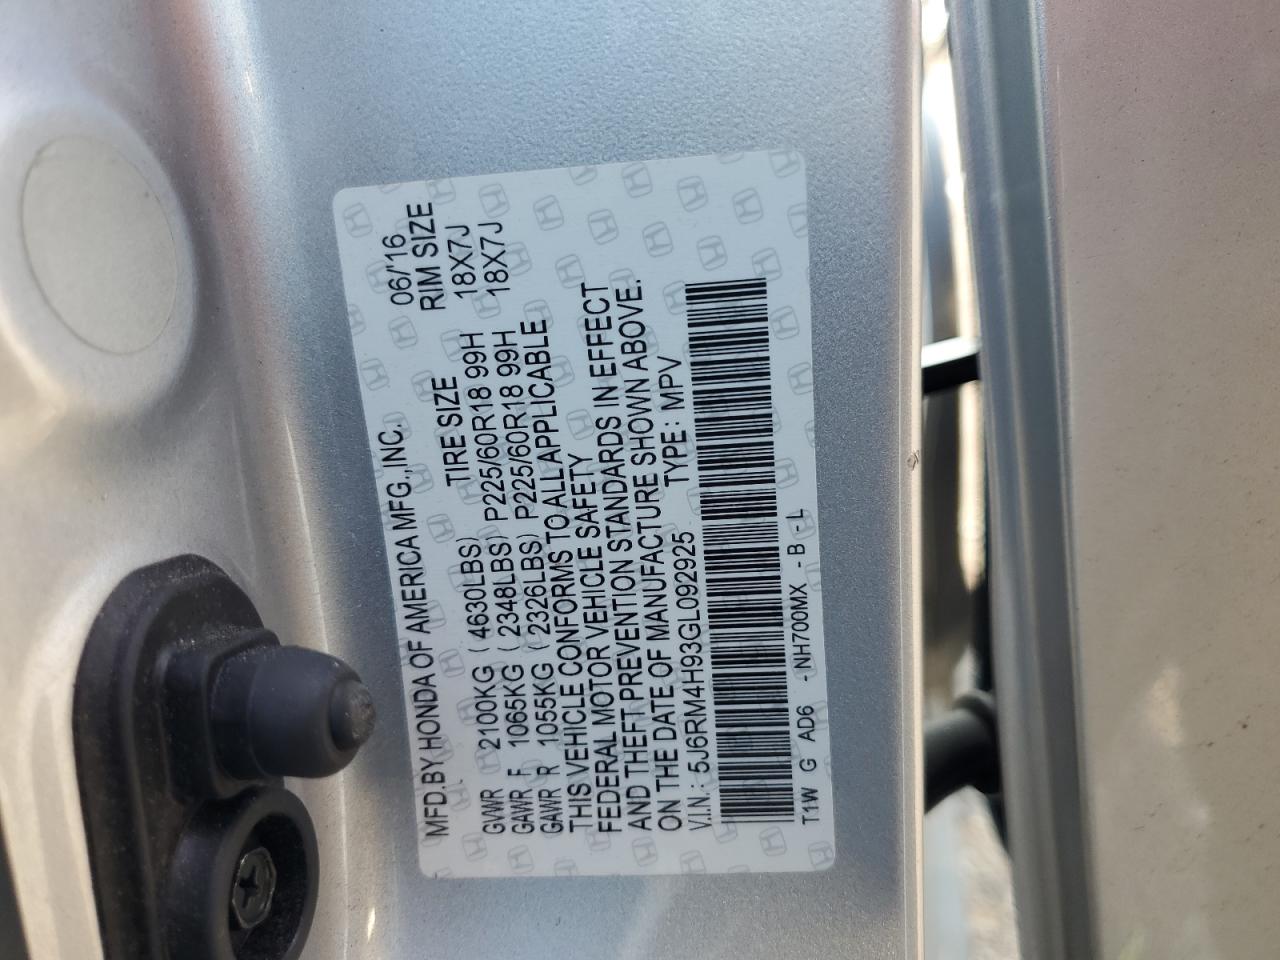 MFD.BY HONDA OF AMERICA MFG.,INC. 06/'16
TIRE SIZE RIM SIZE
GVWR 2100KG ( 4630LBS)
GAWR F 1065KG ( 2348LBS) P225/60R18 99H 18X7J
GAWR R 1055KG ( 2326LBS) P225/60R18 99H 18X7J
THIS VEHICLE CONFORMS TO ALL APPLICABLE
FEDERAL MOTOR VEHICLE SAFETY
AND THEFT PREVENTION STANDARDS IN EFFECT
ON THE DATE OF MANUFACTURE SHOWN ABOVE.
V.I.N.: 5J6RM4H93GL092925 TYPE: MPV
T1W G AD6 -NH700MX - B - L